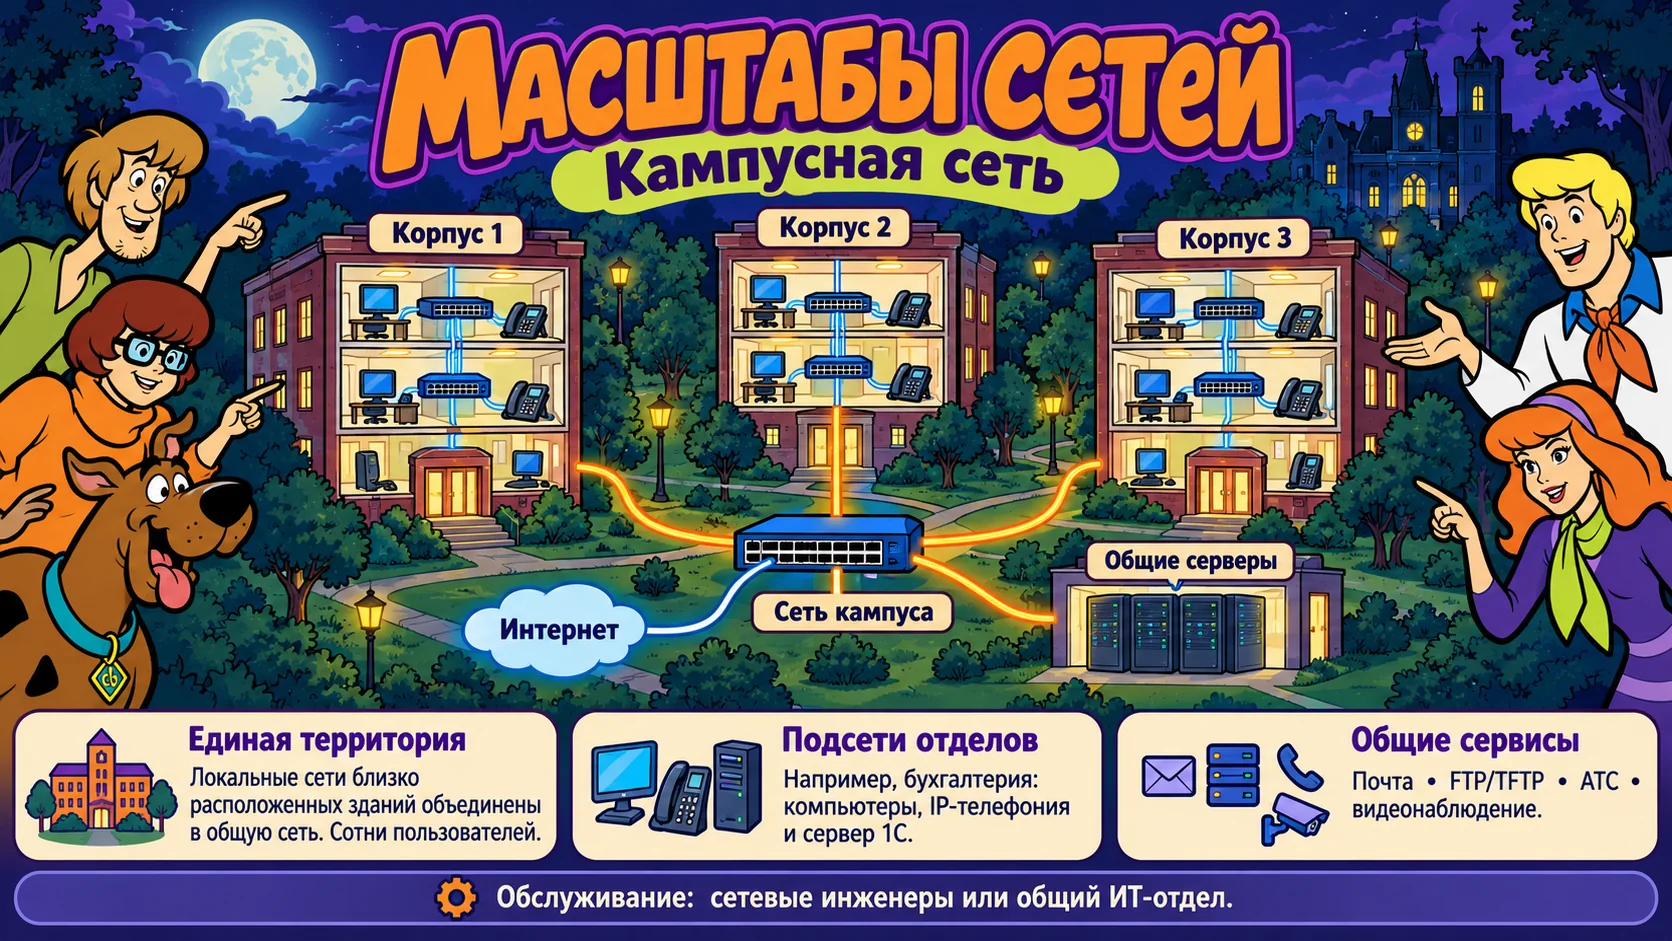 Масштабы сетей
Кампусная сеть
Корпус 1
Корпус 2
Корпус 3
Общие серверы
Сеть кампуса
Интернет
Единая территория
Локальные сети близко
расположенных зданий объединены
в общую сеть. Сотни пользователей.
Подсети отделов
Например, бухгалтерия:
компьютеры, IP-телефония
и сервер 1С.
Общие сервисы
Почта • FTP/TFTP • АТС •
видеонаблюдение.
Обслуживание: сетевые инженеры или общий ИТ-отдел.